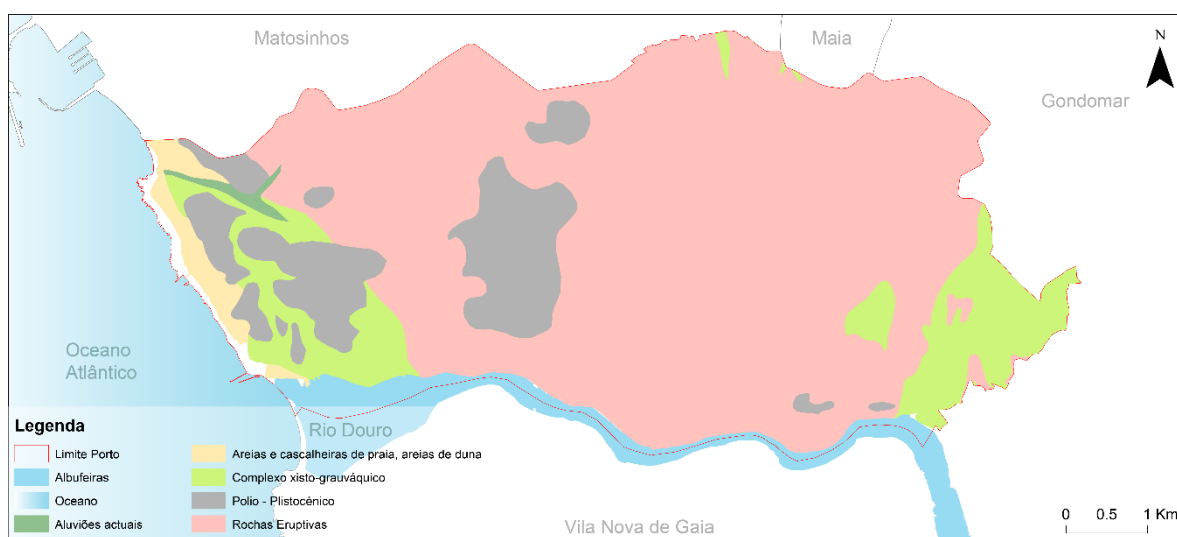 Matosinhos
Maia
N
Gondomar
Oceano
Atlântico
Rio Douro
Vila Nova de Gaia
Legenda
Limite Porto
Albufeiras
Oceano
Aluviões actuais
Areias e cascalheiras de praia, areias de duna
Complexo xisto-grauváquico
Polio - Plistocénico
Rochas Eruptivas
0 0.5 1 Km